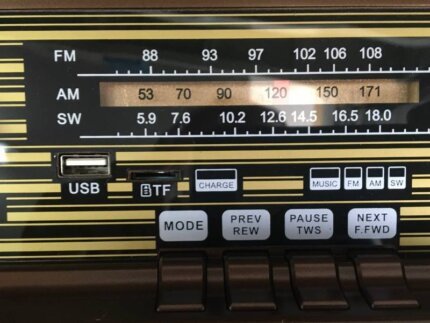 FM 88 93 97 102 106 108
AM 53 70 90 120 150 171
SW 5.9 7.6 10.2 12.6 14.5 16.5 18.0
USB TF CHARGE MUSIC FM AM SW
MODE PREV PAUSE NEXT
REW TWS F.FWD